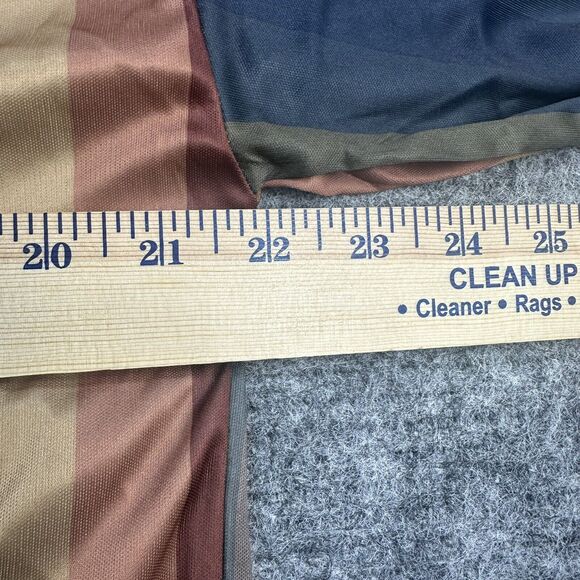 20 21 22 23 24 25
CLEAN UP
• Cleaner • Rags •